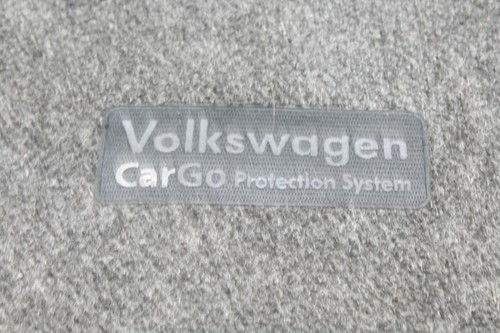 Volkswagen
CarGo Protection System